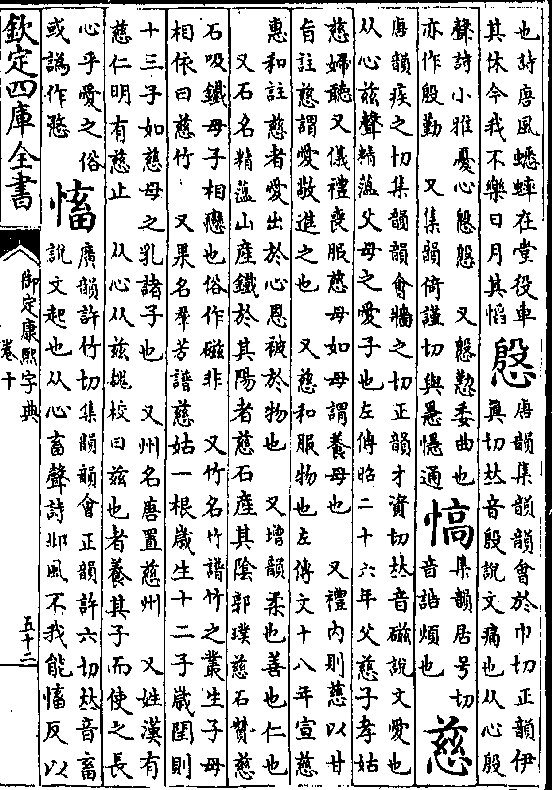 也詩唐風蟋蟀在堂役車
其休今我不樂日月其慆
慇
唐韻集韻韻會於巾切正韻伊
眞切𠀤音殷說文痛也从心殷
聲詩小雅憂心慇慇 又慇懃委曲也
亦作殷勤 又集韻倚謹切與㥼𢣷通
㥮
集韻居号切
音誥煩也
慈
唐韻疾之切集韻韻會牆之切正韻才資切𠀤音磁說文愛也
从心茲聲精薀父母之愛子也左傳昭二十六年父慈子孝姑
慈婦聽又儀禮喪服慈母如母謂養母也 又禮內則慈以甘
旨註慈謂愛敬進之也 又慈和服物也左傳文十八年宣慈
惠和註慈者愛出於心恩被於物也 又增韻柔也善也仁也
又石名精薀山產鐵於其陽者慈石產其陰郭璞慈石贊慈
石吸鐵母子相戀也俗作磁非 又竹名竹譜竹之叢生子母
相依曰慈竹 又果名羣芳譜慈姑一根歲生十二子歲閏則
十三子如慈母之乳諸子也 又州名唐置慈州 又姓漢有
慈仁明有慈止 从心从茲魏校曰茲也者養其子而使之長
心乎愛之俗
或譌作𢡠
慉
廣韻許竹切集韻韻會正韻許六切𠀤音畜
說文起也从心畜聲詩邶風不我能慉反以
欽定四庫全書
御定康熙字典
卷十
五十二